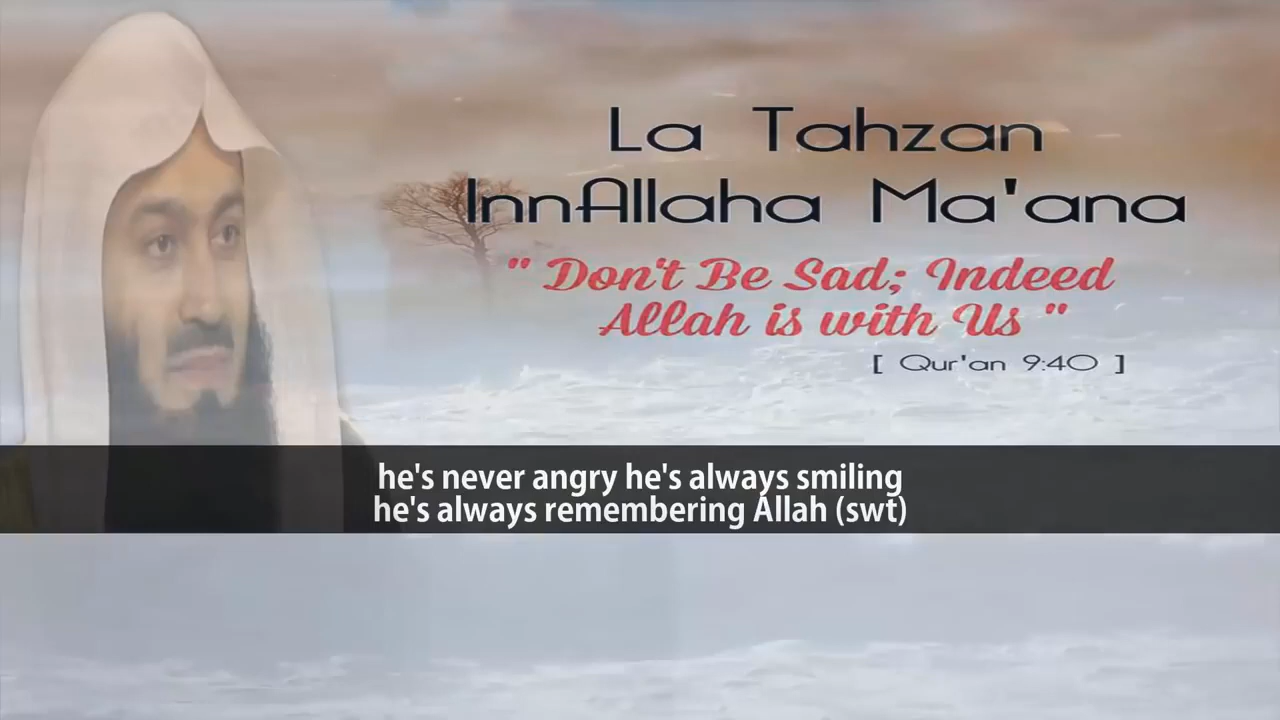 La Tahzan
InnAllaha Ma'ana
" Don't Be Sad; Indeed
Allah is with Us "
[ Qur'an 9:40 ]
he's never angry he's always smiling
he's always remembering Allah (swt)